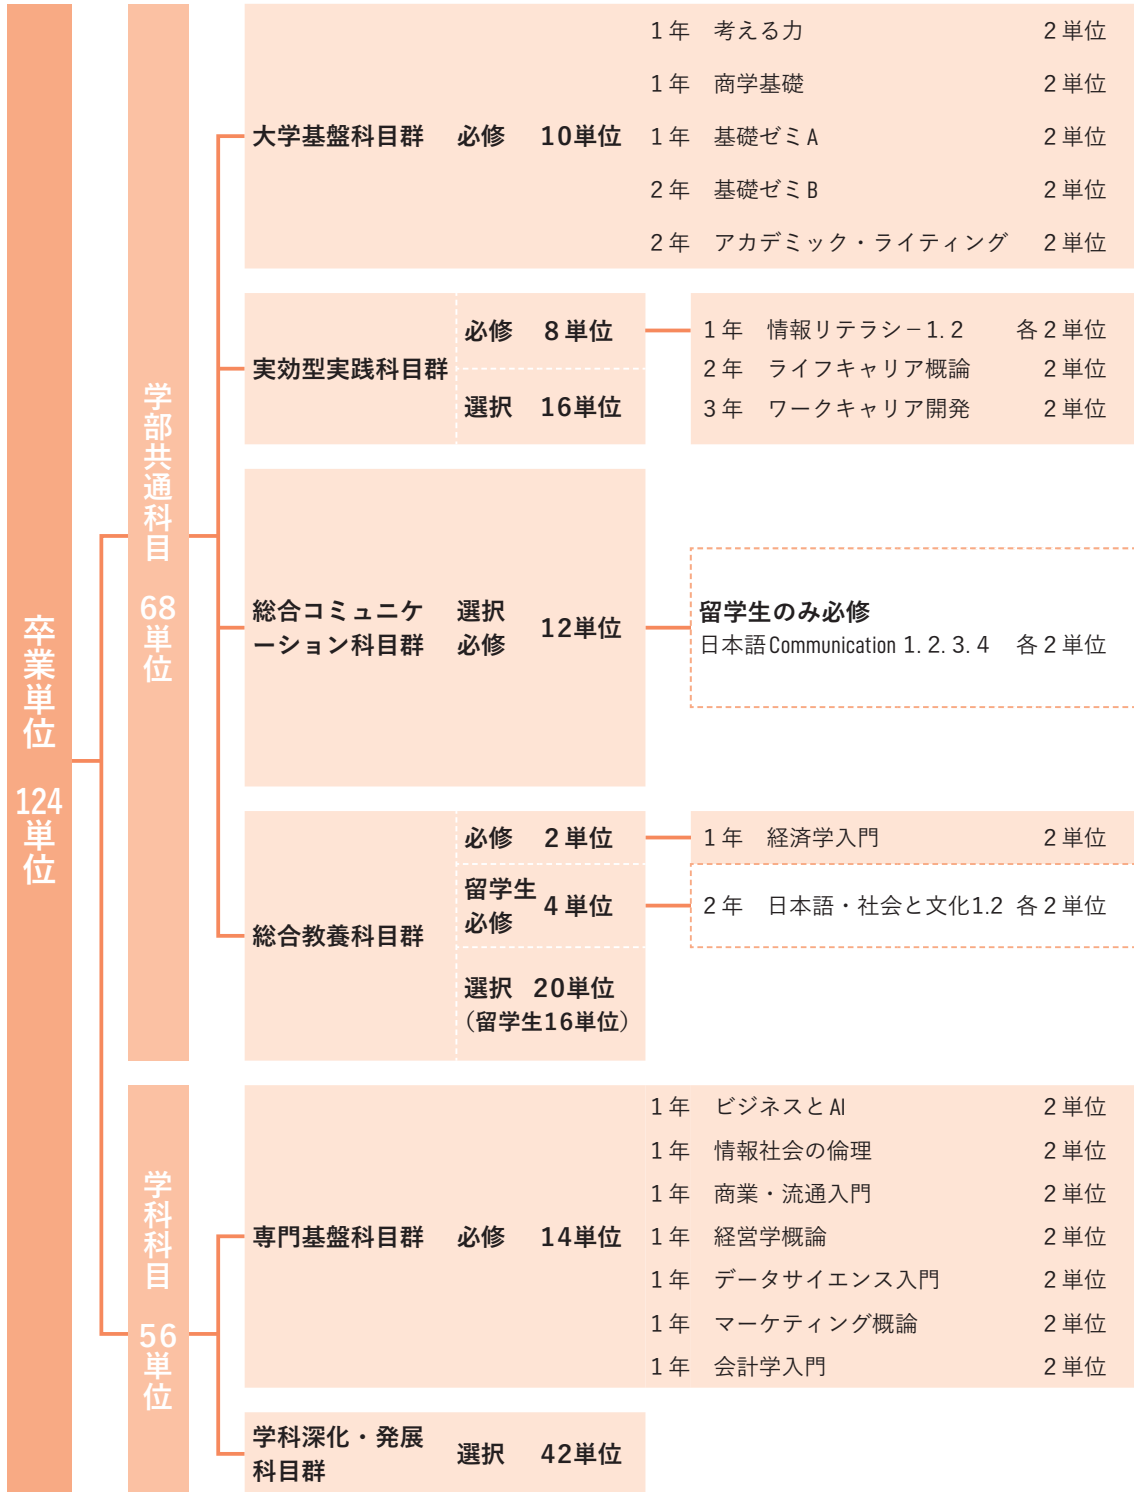 卒業単位 124単位
学部共通科目 68単位
大学基盤科目群 必修 10単位
1年 考える力 2単位
1年 商学基礎 2単位
1年 基礎ゼミA 2単位
2年 基礎ゼミB 2単位
2年 アカデミック・ライティング 2単位
実効型実践科目群
必修 8単位
1年 情報リテラシー1. 2 各2単位
2年 ライフキャリア概論 2単位
3年 ワークキャリア開発 2単位
選択 16単位
総合コミュニケ
ーション科目群
選択
必修
12単位
留学生のみ必修
日本語Communication 1. 2. 3. 4 各2単位
総合教養科目群
必修 2単位
1年 経済学入門 2単位
留学生
必修
4単位
2年 日本語・社会と文化1.2 各2単位
選択 20単位
（留学生16単位）
学科科目 56単位
専門基盤科目群 必修 14単位
1年 ビジネスとAI 2単位
1年 情報社会の倫理 2単位
1年 商業・流通入門 2単位
1年 経営学概論 2単位
1年 データサイエンス入門 2単位
1年 マーケティング概論 2単位
1年 会計学入門 2単位
学科深化・発展
科目群
選択 42単位